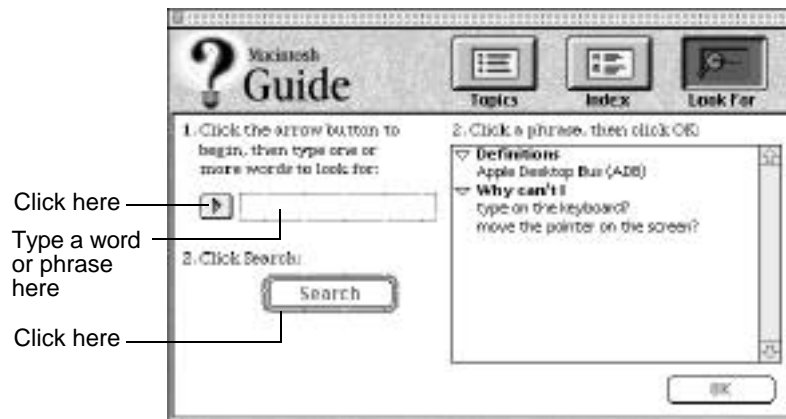 Macintosh
Guide
Topics
Index
Look For
1. Click the arrow button to
begin, then type one or
more words to look for:
Click here
Type a word
or phrase
here
2. Click Search:
Search
Click here
2. Click a phrase, then click OK:
Definitions
Apple Desktop Bus (ADB)
Why can't I
type on the keyboard?
move the pointer on the screen?
OK